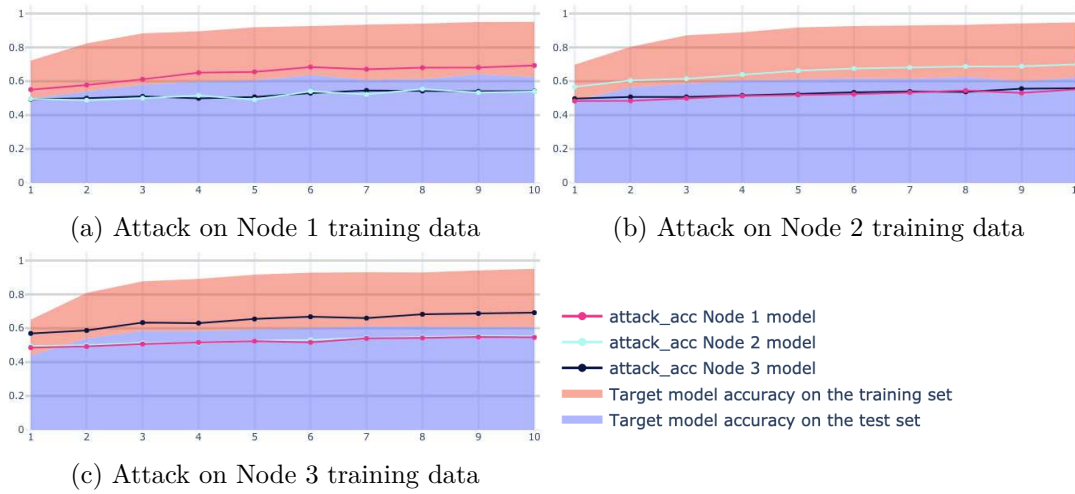 1
0.8
0.6
0.4
0.2
0
1 2 3 4 5 6 7 8 9 10
(a) Attack on Node 1 training data
1
0.8
0.6
0.4
0.2
0
1 2 3 4 5 6 7 8 9 1
(b) Attack on Node 2 training data
1
0.8
0.6
0.4
0.2
0
1 2 3 4 5 6 7 8 9 10
(c) Attack on Node 3 training data
attack_acc Node 1 model
attack_acc Node 2 model
attack_acc Node 3 model
Target model accuracy on the training set
Target model accuracy on the test set